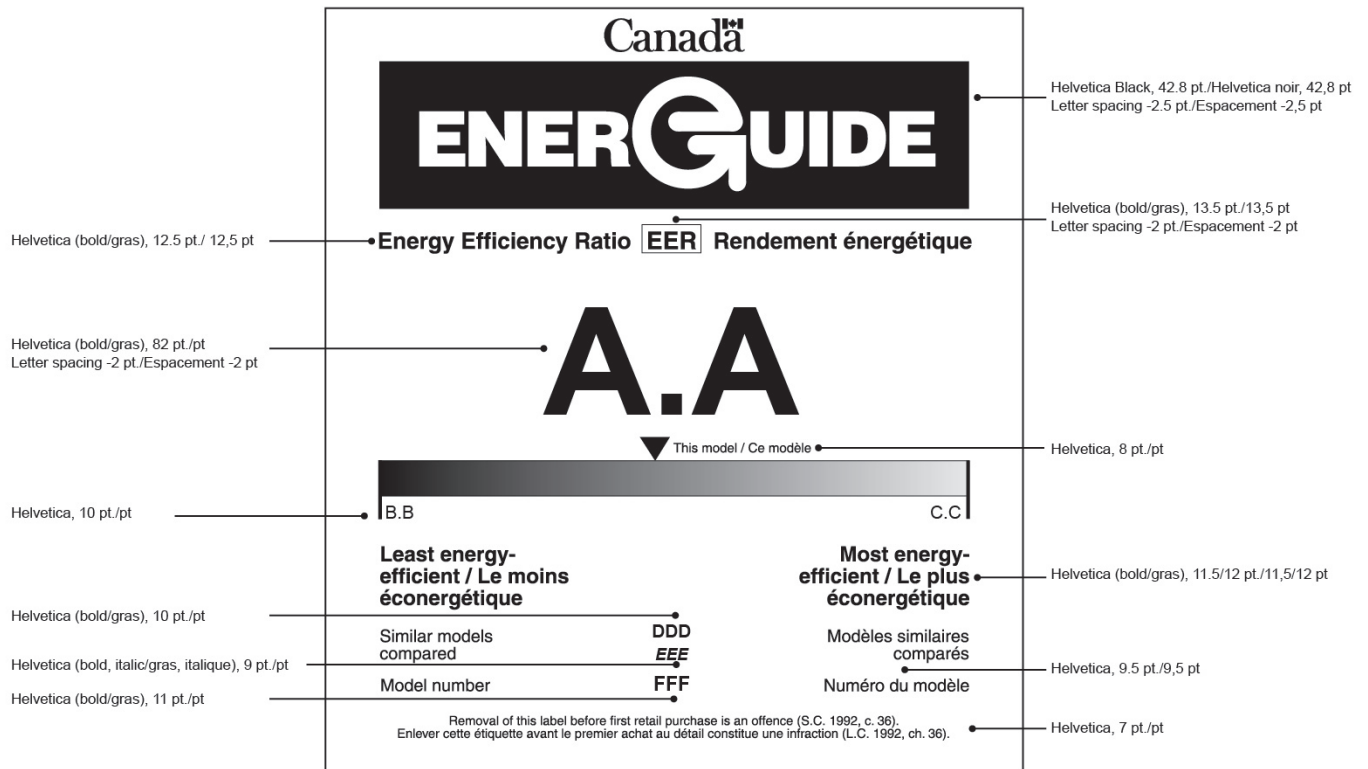 Canada
Helvetica Black, 42.8 pt./Helvetica noir, 42,8 pt
Letter spacing -2.5 pt./Espacement -2,5 pt
ENERGUIDE
Helvetica (bold/gras), 13.5 pt./13,5 pt
Letter spacing -2 pt./Espacement -2 pt
Helvetica (bold/gras), 12.5 pt./ 12,5 pt
Energy Efficiency Ratio EER Rendement énergétique
Helvetica (bold/gras), 82 pt./pt
Letter spacing -2 pt./Espacement -2 pt
A.A
This model / Ce modèle
Helvetica, 8 pt./pt
Helvetica, 10 pt./pt
B.B
C.C
Least energy-
efficient / Le moins
éconergétique
Most energy-
efficient / Le plus
éconergétique
Helvetica (bold/gras), 11.5/12 pt./11,5/12 pt
Helvetica (bold/gras), 10 pt./pt
Similar models
compared
DDD
EEE
Modèles similaires
comparés
Helvetica (bold, italic/gras, italique), 9 pt./pt
Helvetica, 9.5 pt./9,5 pt
Helvetica (bold/gras), 11 pt./pt
Model number
FFF
Numéro du modèle
Removal of this label before first retail purchase is an offence (S.C. 1992, c. 36).
Enlever cette étiquette avant le premier achat au détail constitue une infraction (L.C. 1992, ch. 36).
Helvetica, 7 pt./pt